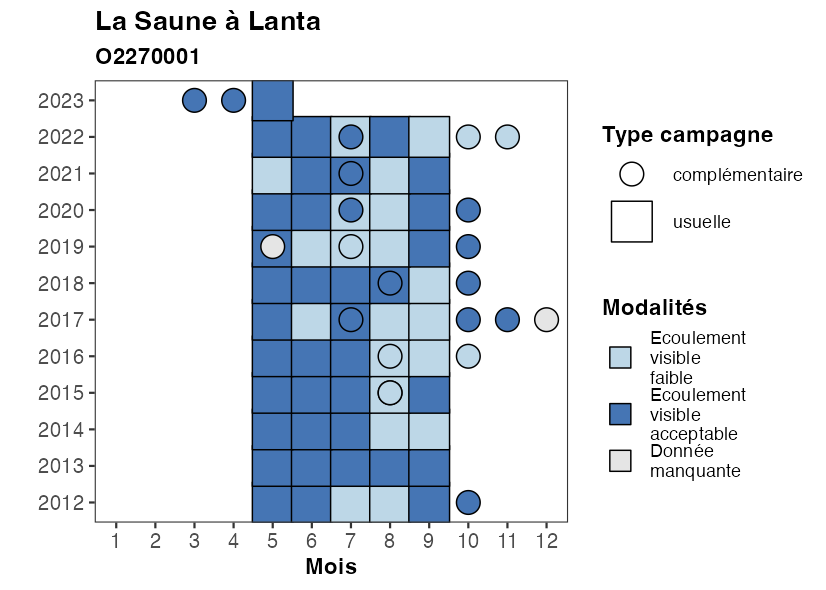 La Saune à Lanta
O2270001
2023
2022
2021
2020
2019
2018
2017
2016
2015
2014
2013
2012
1 2 3 4 5 6 7 8 9 10 11 12
Mois
Type campagne
complémentaire
usuelle
Modalités
Ecoulement
visible
faible
Ecoulement
visible
acceptable
Donnée
manquante